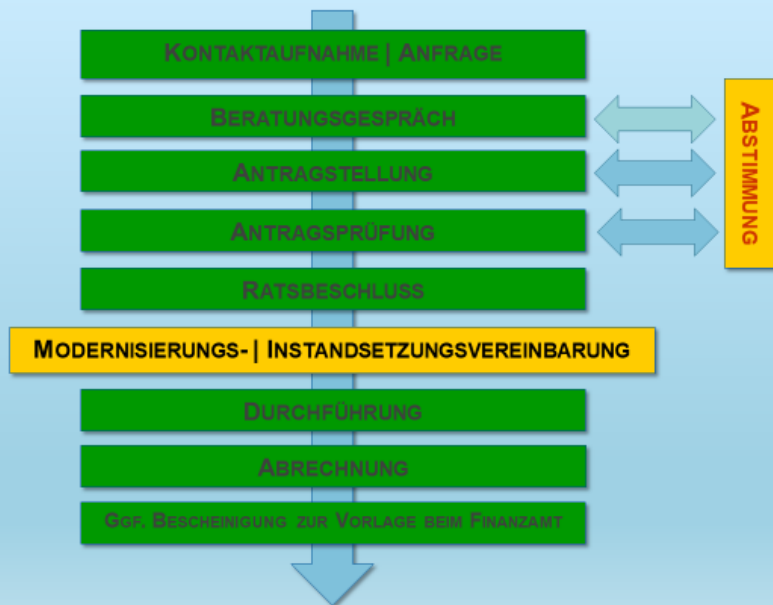 KONTAKTAUFNAHME | ANFRAGE
BERATUNGSGESPRÄCH
ANTRAGSTELLUNG
ANTRAGSPRÜFUNG
RATSBESCHLUSS
MODERNISIERUNGS- | INSTANDSETZUNGSVEREINBARUNG
DURCHFÜHRUNG
ABRECHNUNG
GGF. BESCHEINIGUNG ZUR VORLAGE BEIM FINANZAMT
ABSTIMMUNG